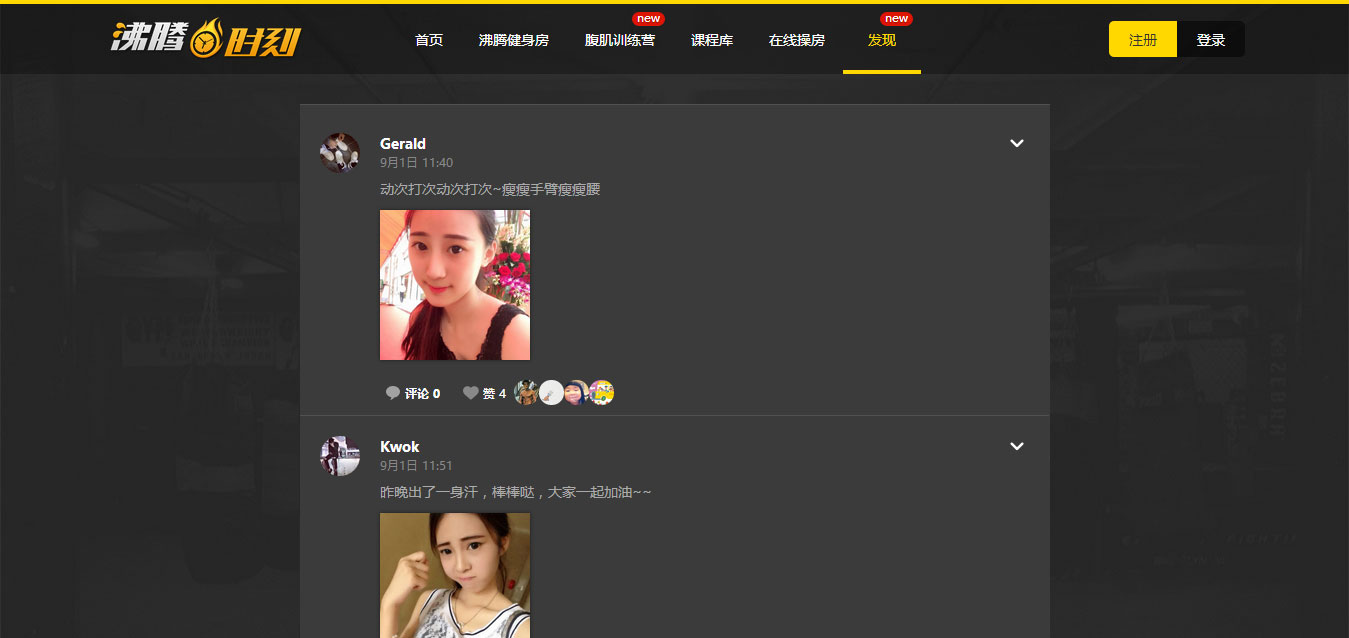 沸腾时刻
首页
沸腾健身房
腹肌训练营
new
课程库
在线操房
发现
new
注册
登录
Gerald
9月1日 11:40
动次打次动次打次~瘦瘦手臂瘦瘦腰
评论 0
赞 4
Kwok
9月1日 11:51
昨晚出了一身汗，棒棒哒，大家一起加油~~